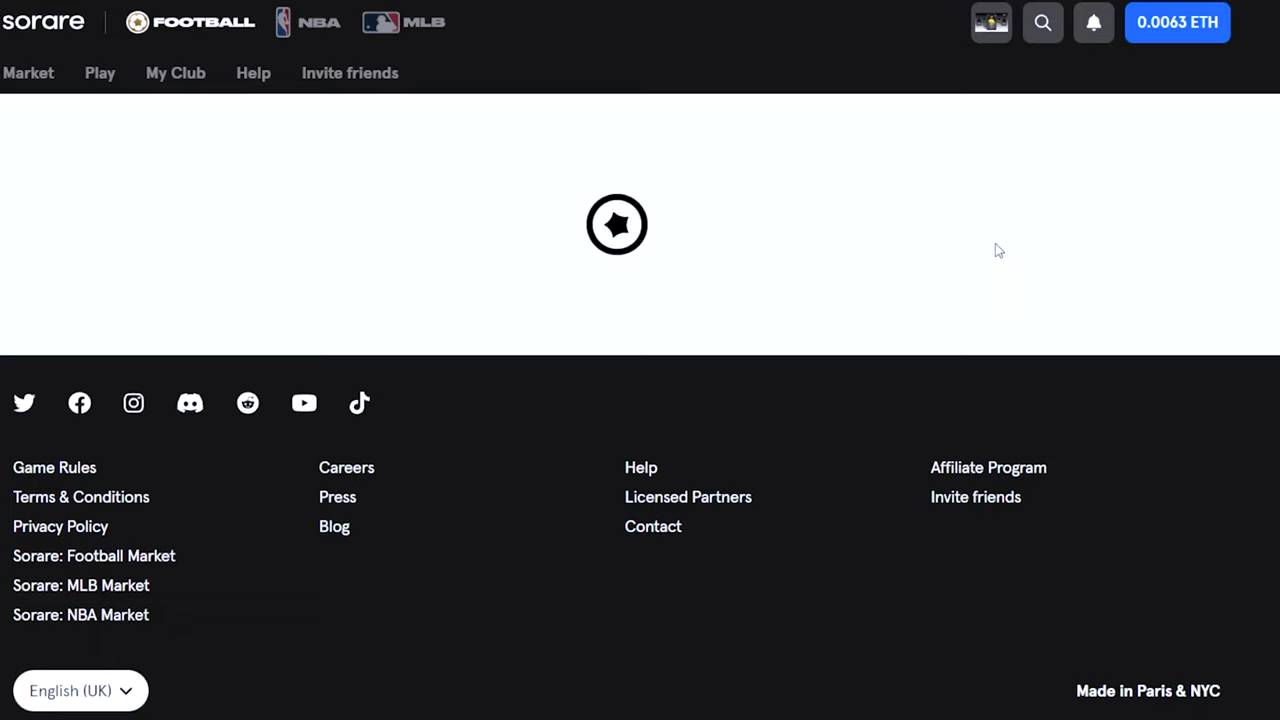 sorare FOOTBALL NBA MLB 0.0063 ETH
Market Play My Club Help Invite friends
Game Rules Careers Help Affiliate Program
Terms & Conditions Press Licensed Partners Invite friends
Privacy Policy Blog Contact
Sorare: Football Market
Sorare: MLB Market
Sorare: NBA Market
English (UK) Made in Paris & NYC